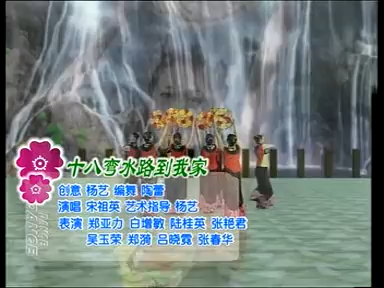 十八弯水路到我家
创意 杨艺 编舞 陶蕾
演唱 宋祖英 艺术指导 杨艺
表演 郑亚力 白增敏 陆桂英 张艳君
吴玉荣 郑漪 吕晓霓 张春华